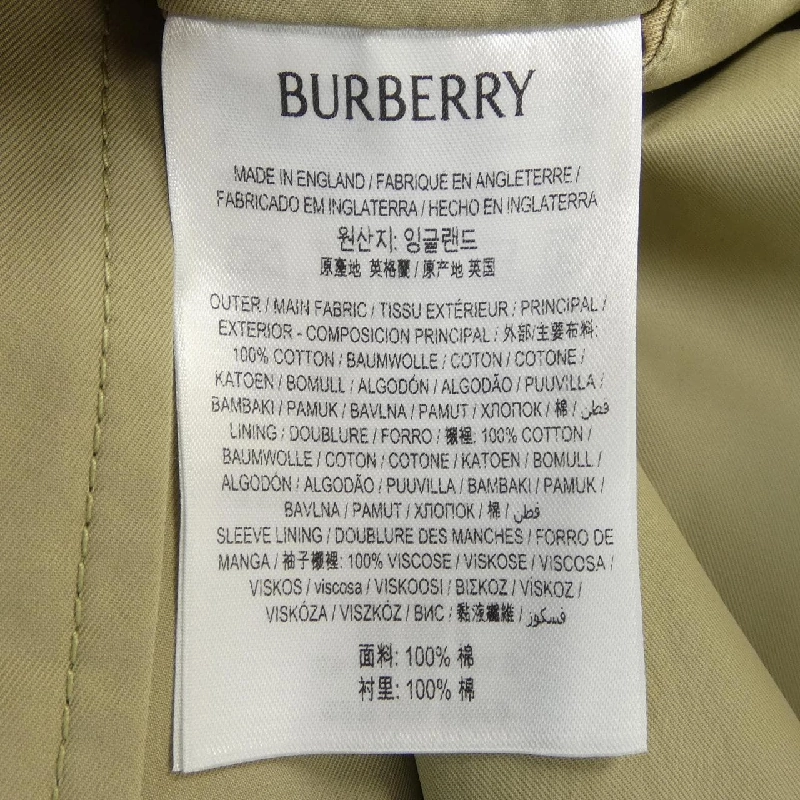 BURBERRY
MADE IN ENGLAND / FABRIQUE EN ANGLETERRE /
FABRICADO EM INGLATERRA / HECHO EN INGLATERRA
원산지: 잉글랜드
原產地 英格蘭 / 原产地 英国
OUTER / MAIN FABRIC / TISSU EXTÉRIEUR / PRINCIPAL /
EXTERIOR - COMPOSICION PRINCIPAL / 外部/主要布料:
100% COTTON / BAUMWOLLE / COTON / COTONE /
KATOEN / BOMULL / ALGODÓN / ALGODÃO / PUUVILLA /
BAMBAKI / PAMUK / BAVLNA / PAMUT / ХЛОПОК / 棉 / قطن
LINING / DOUBLURE / FORRO / 襯裡: 100% COTTON /
BAUMWOLLE / COTON / COTONE / KATOEN / BOMULL /
ALGODÓN / ALGODÃO / PUUVILLA / BAMBAKI / PAMUK /
BAVLNA / PAMUT / ХЛОПОК / 棉 / قطن
SLEEVE LINING / DOUBLURE DES MANCHES / FORRO DE
MANGA / 袖子襯裡: 100% VISCOSE / VISKOSE / VISCOSA /
VISKOS / viscosa / VISKOOSI / ΒΙΣΚΟΖ / VİSKOZ /
VISKÓZA / VISZKÓZ / ВИС / 黏液纖維 / فسكوز
面料: 100% 棉
衬里: 100% 棉